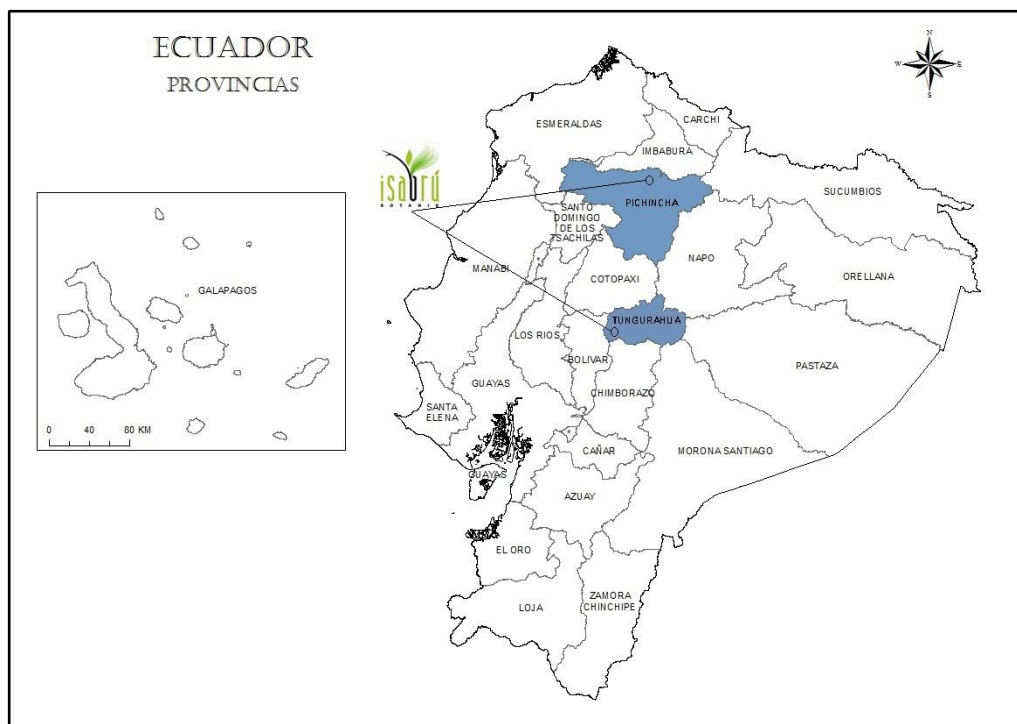 ECUADOR
PROVINCIAS
N
W
E
S
CARCHI
ESMERALDAS
IMBABURA
isabrú
BOTANIK
SUCUMBIOS
PICHINCHA
SANTO
DOMINGO
DE LOS
TSACHILAS
NAPO
MANABI
ORELLANA
COTOPAXI
GALAPAGOS
TUNGURAHUA
LOS RIOS
BOLIVAR
PASTAZA
GUAYAS
CHIMBORAZO
SANTA
ELENA
0 40 80 KM
CAÑAR
MORONA SANTIAGO
GUAYAS
AZUAY
EL ORO
ZAMORA
CHINCHIPE
LOJA